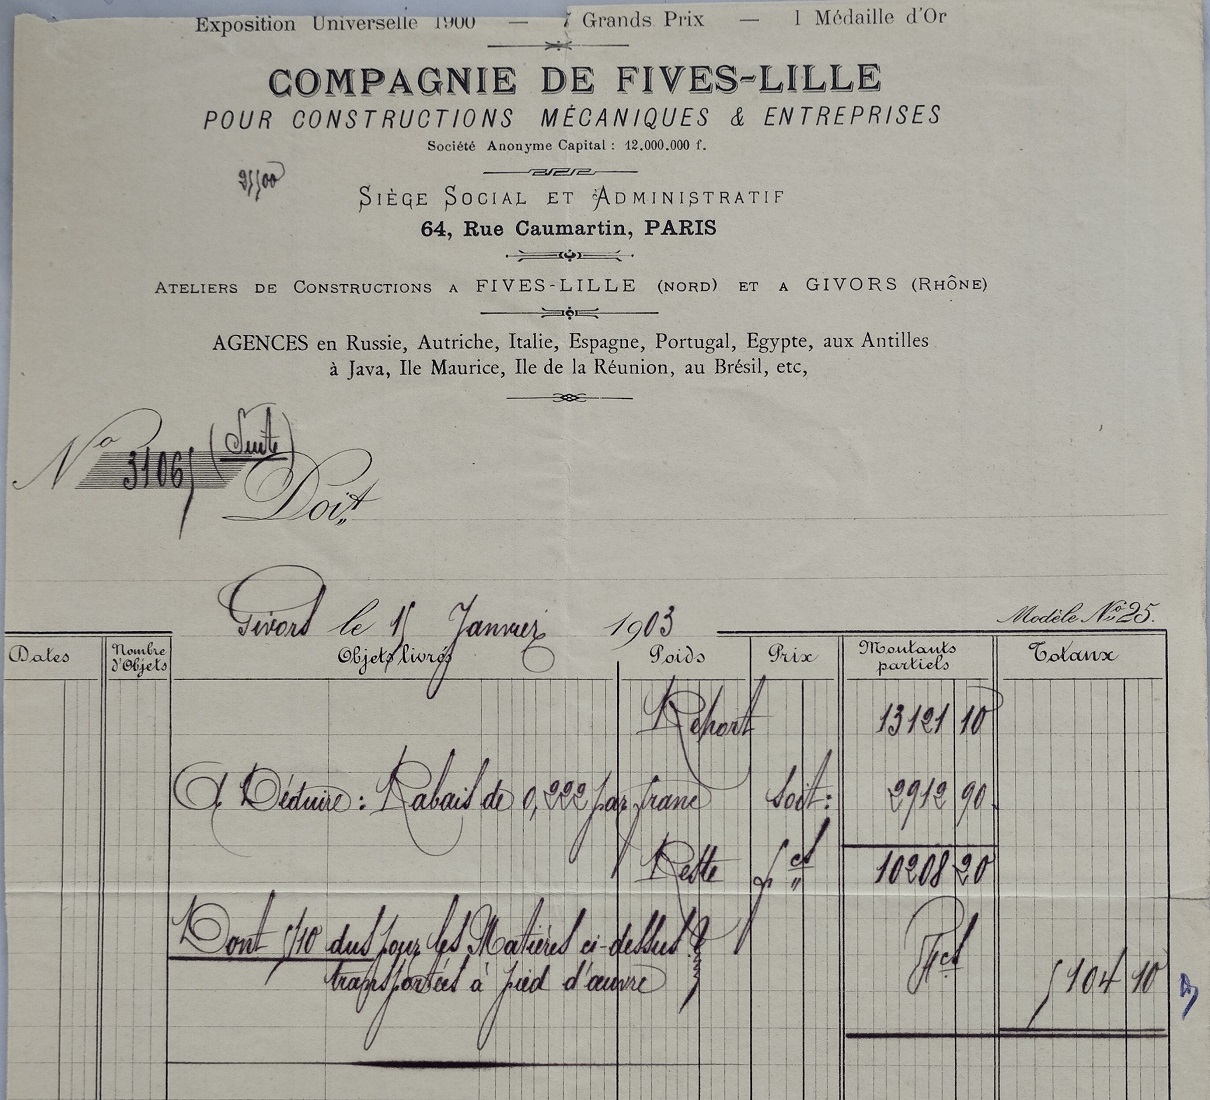 Exposition Universelle 1900 — 7 Grands Prix — 1 Médaille d'Or
COMPAGNIE DE FIVES-LILLE
POUR CONSTRUCTIONS MÉCANIQUES & ENTREPRISES
Société Anonyme Capital : 12.000.000 f.
SIÈGE SOCIAL ET ADMINISTRATIF
64, Rue Caumartin, PARIS
ATELIERS DE CONSTRUCTIONS A FIVES-LILLE (NORD) ET A GIVORS (RHÔNE)
AGENCES en Russie, Autriche, Italie, Espagne, Portugal, Egypte, aux Antilles
à Java, Ile Maurice, Ile de la Réunion, au Brésil, etc,
No 31065 (Suite)
Doit
Givors le 15 Janvier 1903
Modèle No 25.
Dates Nombre d'Objets Objets livrés Poids Prix Montants partiels Totaux
Report 13121 10
A Déduire : Rabais de 0,222 par franc soit : 2912 90
Reste fcs " 10208 20
Dont 5/10 dus pour les Matières ci-dessus
transportées à pied d'œuvre Fcs 5104 10